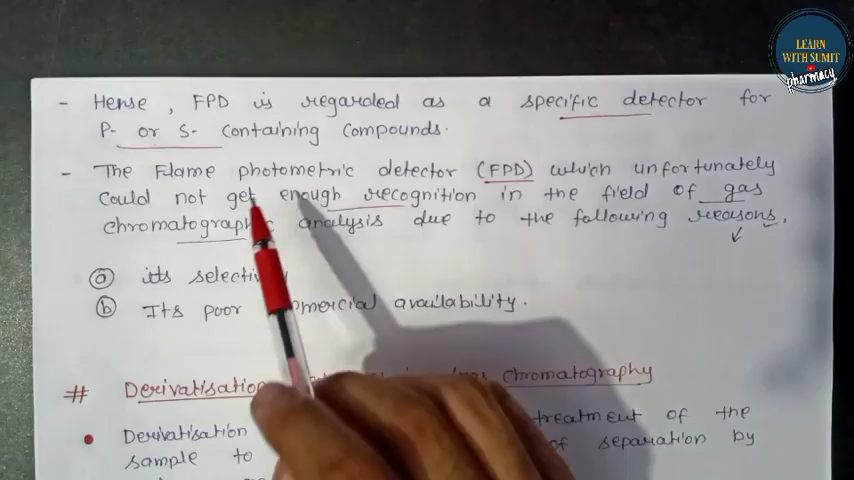 LEARN
WITH SUMIT
pharmacy
- Hense, FPD is regarded as a specific detector for
P- or S- containing compounds.
- The Flame photometric detector (FPD) which unfortunately
could not get enough recognition in the field of gas
chromatographic analysis due to the following reasons.
(a) its
(b) Its poor availability.
# Derivatisation chromatography
• Derivatisation treatment of the
sample to of separation by